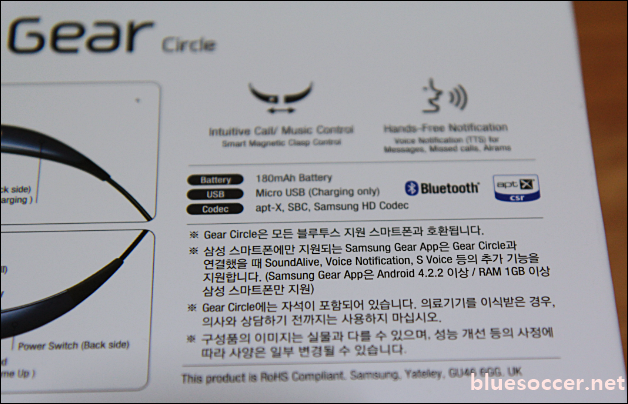 Gear Circle
Intuitive Call/ Music Control
Smart Magnetic Clasp Control
Hands-Free Notification
Voice Notification (TTS) for
Messages, Missed calls, Alrams
Battery 180mAh Battery
USB Micro USB (Charging only)
Codec apt-X, SBC, Samsung HD Codec
Bluetooth®
aptX
csr
※ Gear Circle은 모든 블루투스 지원 스마트폰과 호환됩니다.
※ 삼성 스마트폰에만 지원되는 Samsung Gear App은 Gear Circle과
연결했을 때 SoundAlive, Voice Notification, S Voice 등의 추가 기능을
지원합니다. (Samsung Gear App은 Android 4.2.2 이상 / RAM 1GB 이상
삼성 스마트폰만 지원)
※ Gear Circle에는 자석이 포함되어 있습니다. 의료기기를 이식받은 경우,
의사와 상담하기 전까지는 사용하지 마십시오.
※ 구성품의 이미지는 실물과 다를 수 있으며, 성능 개선 등의 사정에
따라 사양은 일부 변경될 수 있습니다.
This product is RoHS Compliant, Samsung, Yateley, GU46 6GG, UK
ack side)
arging )
Power Switch (Back side)
me Up )
bluesoccer.net